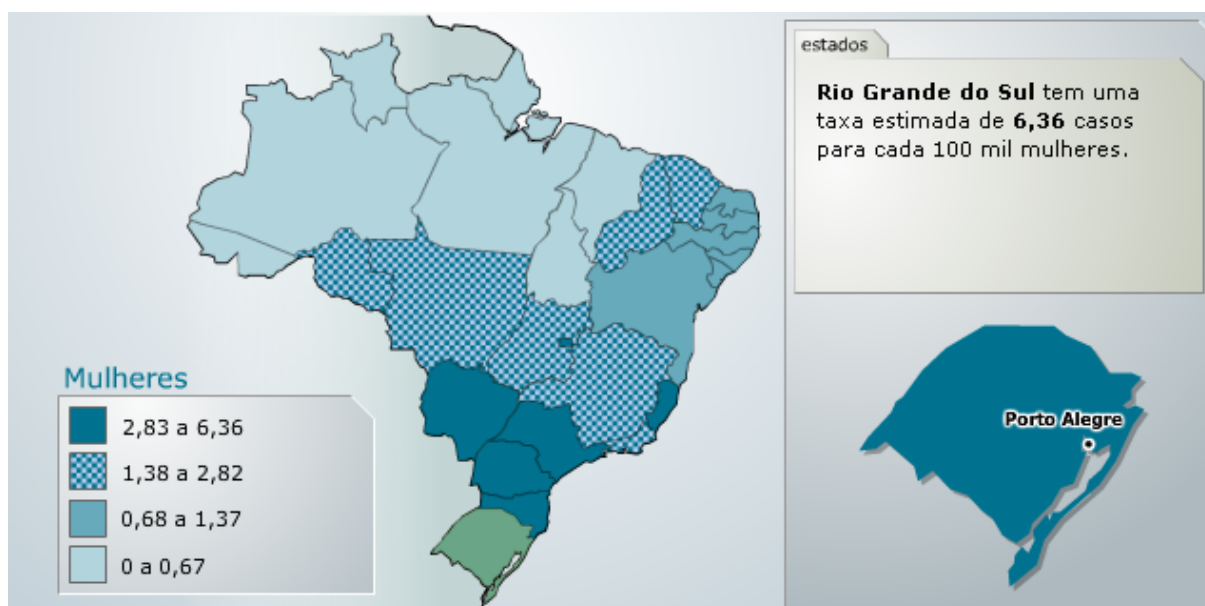 estados
Rio Grande do Sul tem uma
taxa estimada de 6,36 casos
para cada 100 mil mulheres.
Mulheres
2,83 a 6,36
1,38 a 2,82
0,68 a 1,37
0 a 0,67
Porto Alegre